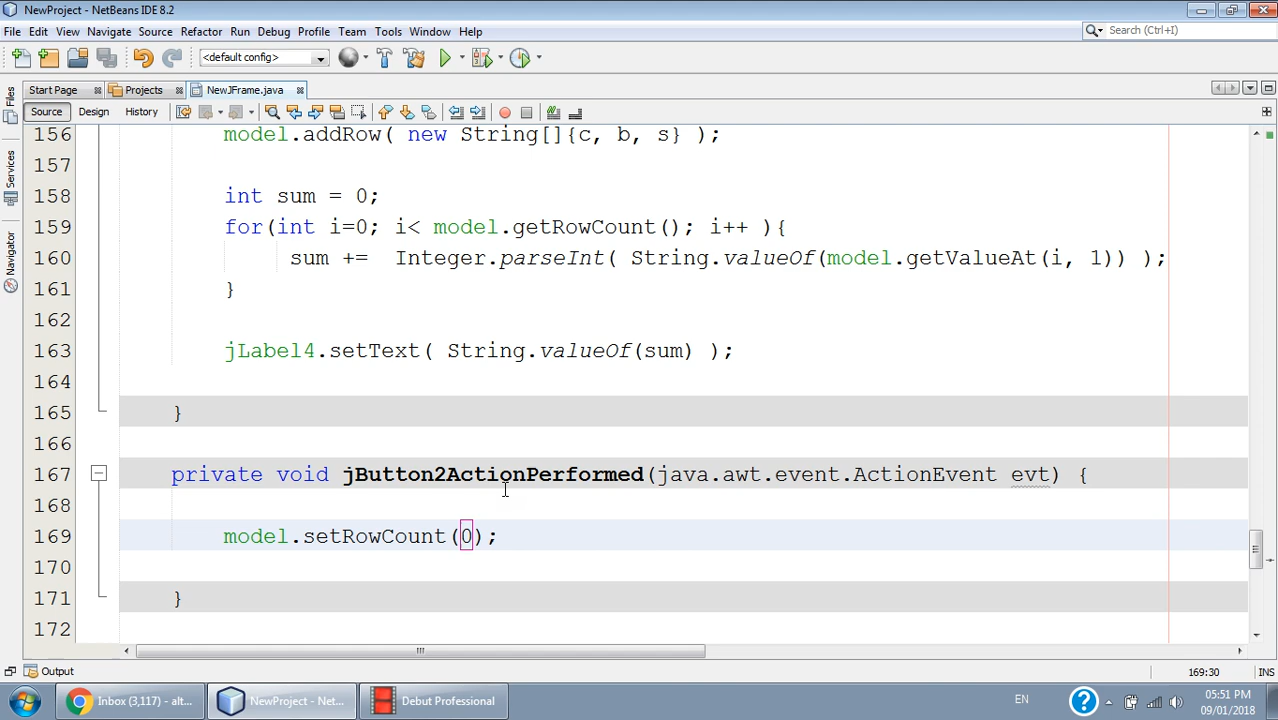 NewProject - NetBeans IDE 8.2
File Edit View Navigate Source Refactor Run Debug Profile Team Tools Window Help
Search (Ctrl+I)
<default config>
Start Page Projects NewJFrame.java
Source Design History
Files
Services
Navigator
156 model.addRow( new String[]{c, b, s} );
157
158 int sum = 0;
159 for(int i=0; i< model.getRowCount(); i++ ){
160 sum += Integer.parseInt( String.valueOf(model.getValueAt(i, 1)) );
161 }
162
163 jLabel4.setText( String.valueOf(sum) );
164
165 }
166
167 private void jButton2ActionPerformed(java.awt.event.ActionEvent evt) {
168
169 model.setRowCount(0);
170
171 }
172
Output
169:30 INS
Inbox (3,117) - alt... NewProject - Net... Debut Professional
EN
05:51 PM
09/01/2018